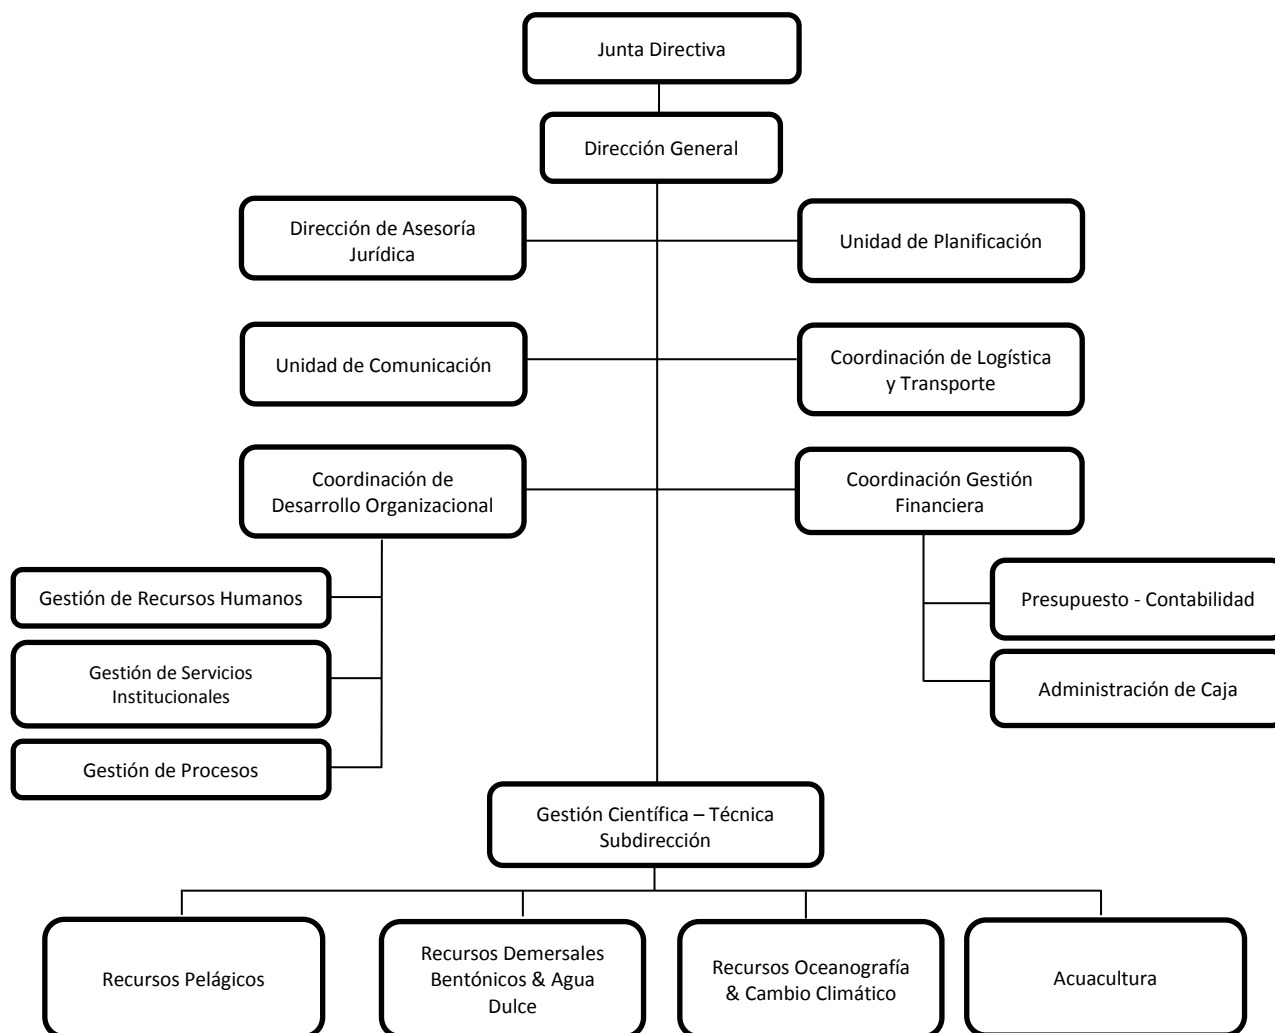 Junta Directiva
Dirección General
Dirección de Asesoría
Jurídica
Unidad de Planificación
Unidad de Comunicación
Coordinación de Logística
y Transporte
Coordinación de
Desarrollo Organizacional
Coordinación Gestión
Financiera
Gestión de Recursos Humanos
Gestión de Servicios
Institucionales
Gestión de Procesos
Presupuesto - Contabilidad
Administración de Caja
Gestión Científica – Técnica
Subdirección
Recursos Pelágicos
Recursos Demersales
Bentónicos & Agua
Dulce
Recursos Oceanografía
& Cambio Climático
Acuacultura